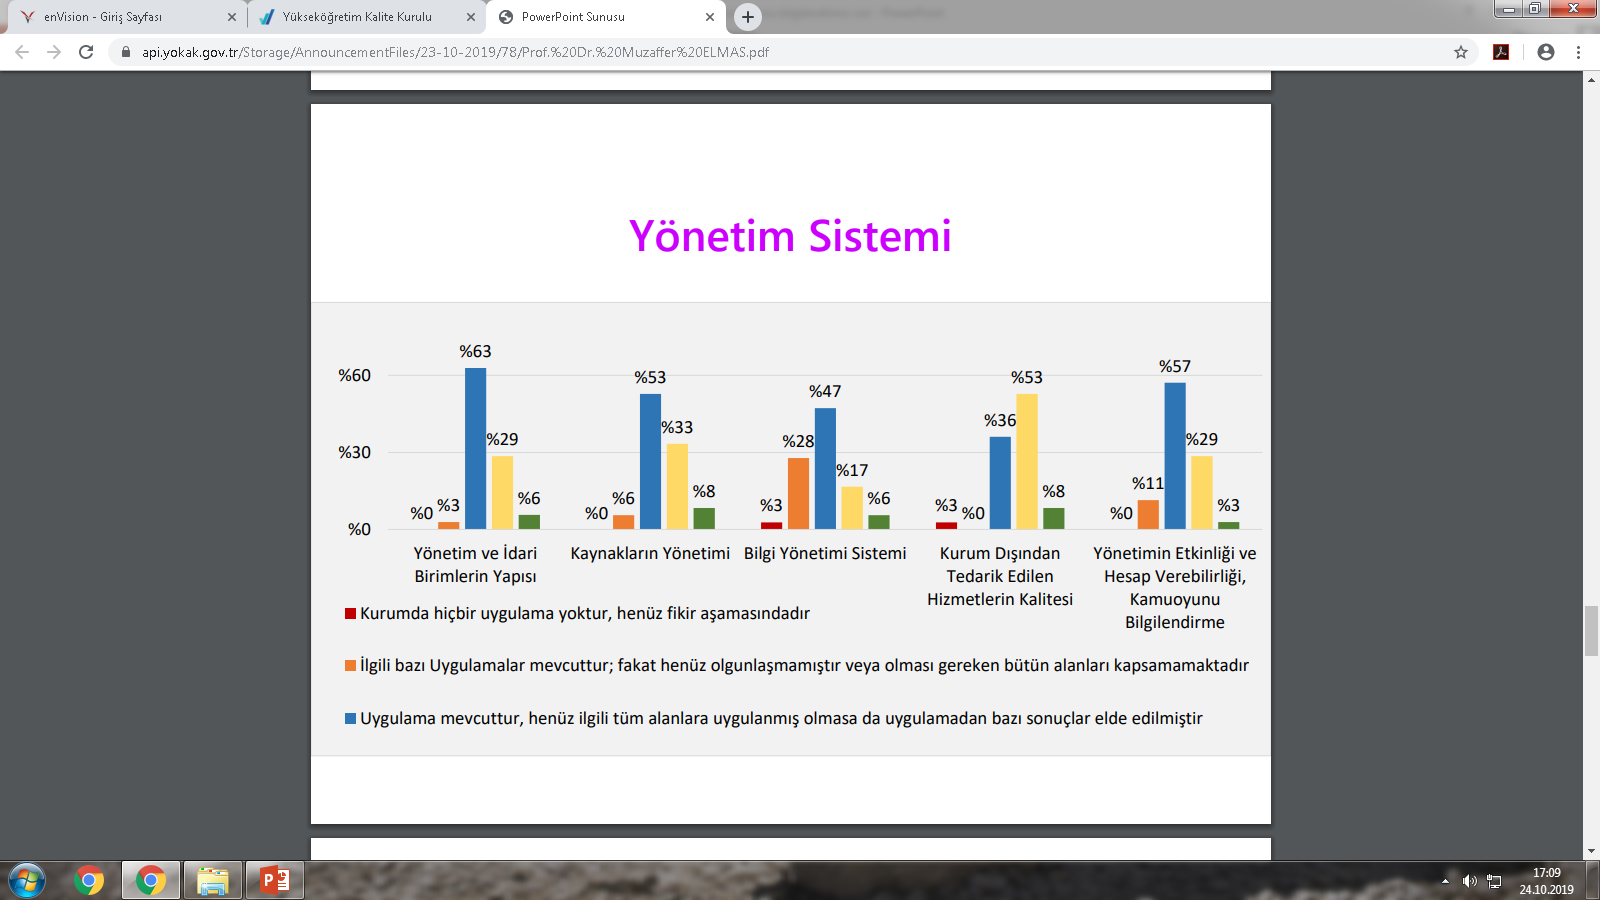 enVision - Giriş Sayfası
Yükseköğretim Kalite Kurulu
PowerPoint Sunusu
api.yokak.gov.tr/Storage/AnnouncementFiles/23-10-2019/78/Prof.%20Dr.%20Muzaffer%20ELMAS.pdf
Yönetim Sistemi
%60
%30
%0
%0 %3 %63 %29 %6
%0 %6 %53 %33 %8
%3 %28 %47 %17 %6
%3 %0 %36 %53 %8
%0 %11 %57 %29 %3
Yönetim ve İdari
Birimlerin Yapısı
Kaynakların Yönetimi
Bilgi Yönetimi Sistemi
Kurum Dışından
Tedarik Edilen
Hizmetlerin Kalitesi
Yönetimin Etkinliği ve
Hesap Verebilirliği,
Kamuoyunu
Bilgilendirme
Kurumda hiçbir uygulama yoktur, henüz fikir aşamasındadır
İlgili bazı Uygulamalar mevcuttur; fakat henüz olgunlaşmamıştır veya olması gereken bütün alanları kapsamamaktadır
Uygulama mevcuttur, henüz ilgili tüm alanlara uygulanmış olmasa da uygulamadan bazı sonuçlar elde edilmiştir
17:09
24.10.2019